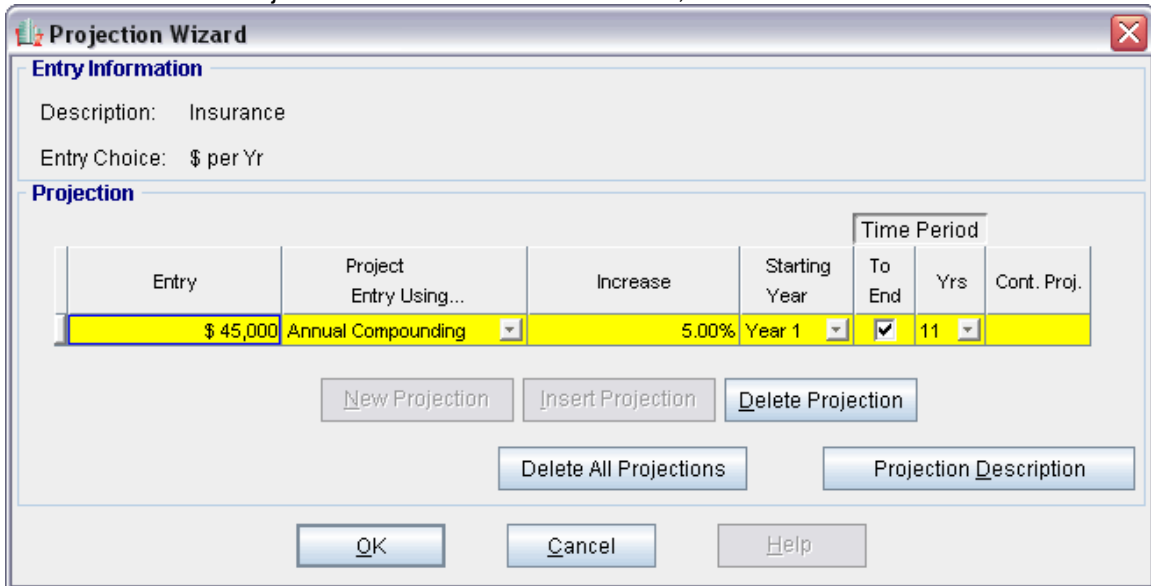 Projection Wizard
Entry Information
Description: Insurance
Entry Choice: $ per Yr
Projection
Time Period
Entry Project Entry Using... Increase Starting Year To End Yrs Cont. Proj.
$ 45,000 Annual Compounding 5.00% Year 1 11
New Projection Insert Projection Delete Projection
Delete All Projections Projection Description
OK Cancel Help